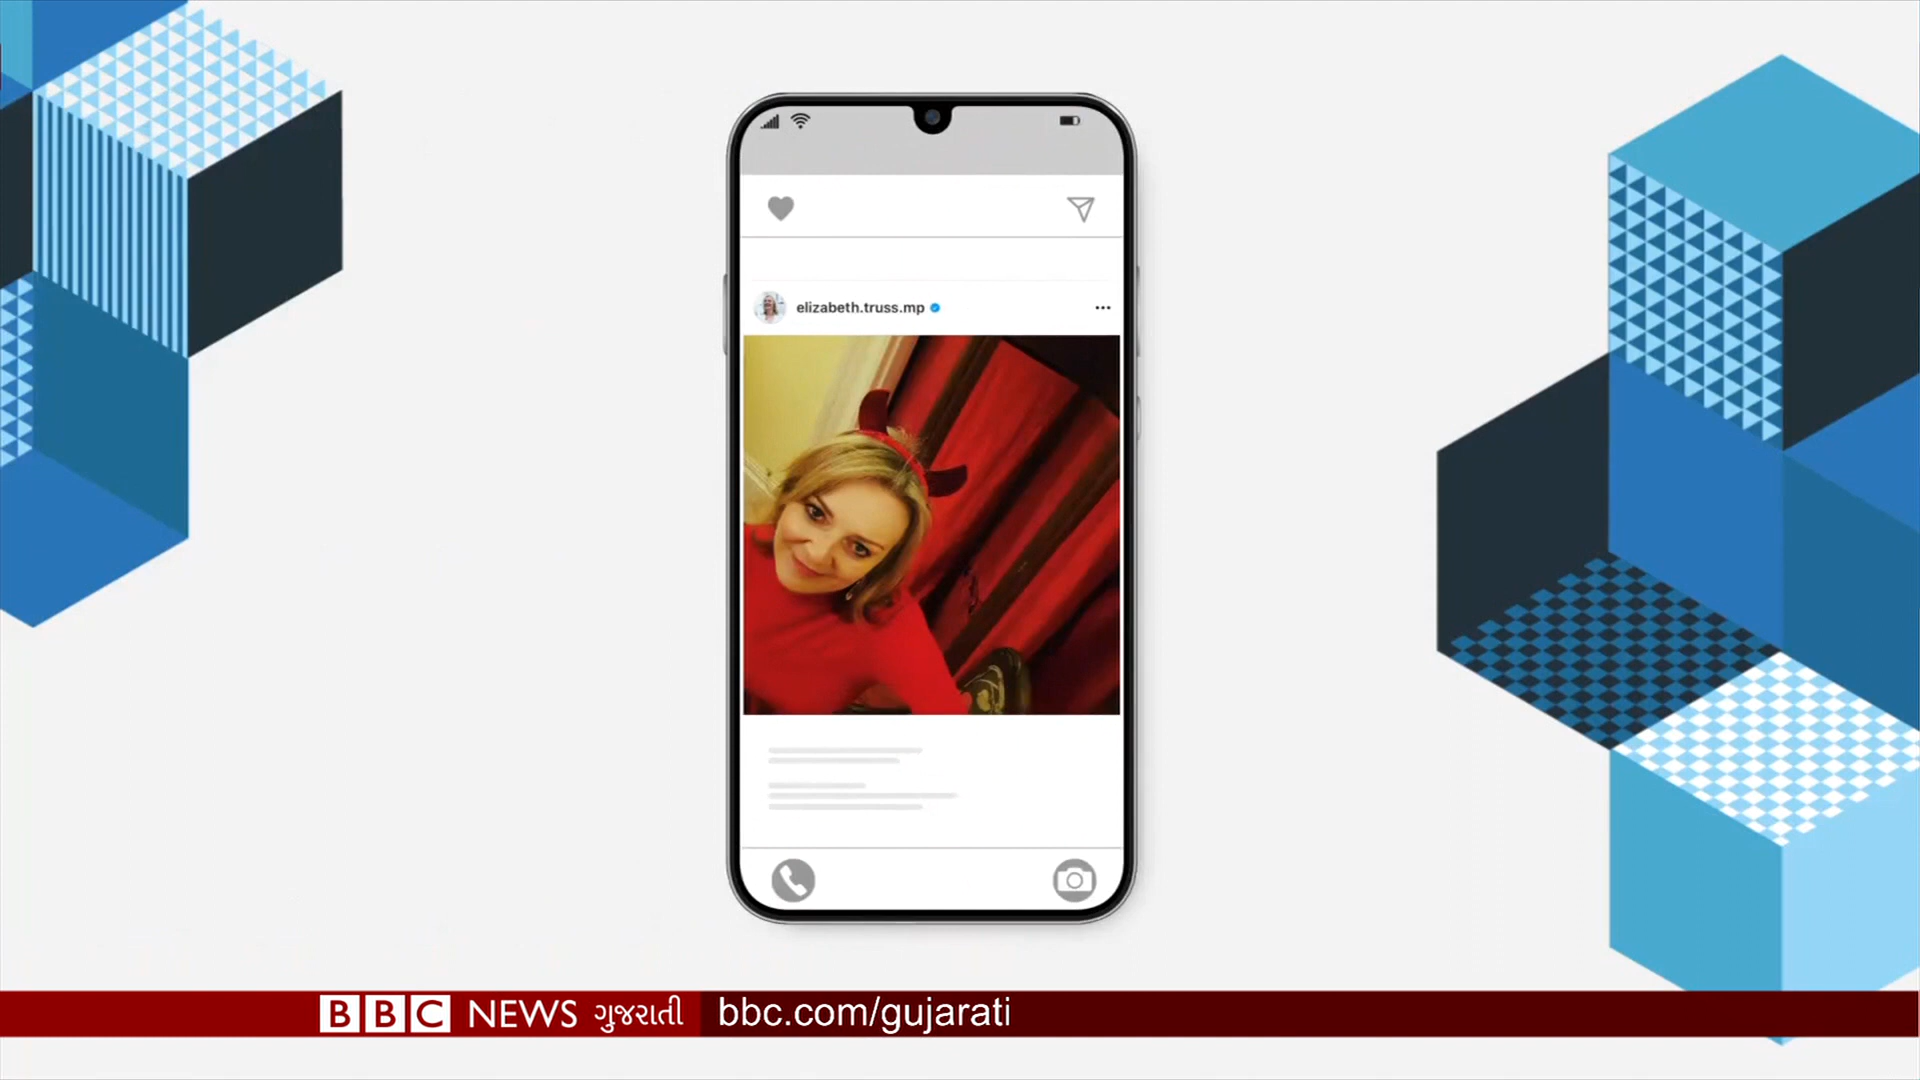 elizabeth.truss.mp
BBC NEWS ગુજરાતી bbc.com/gujarati